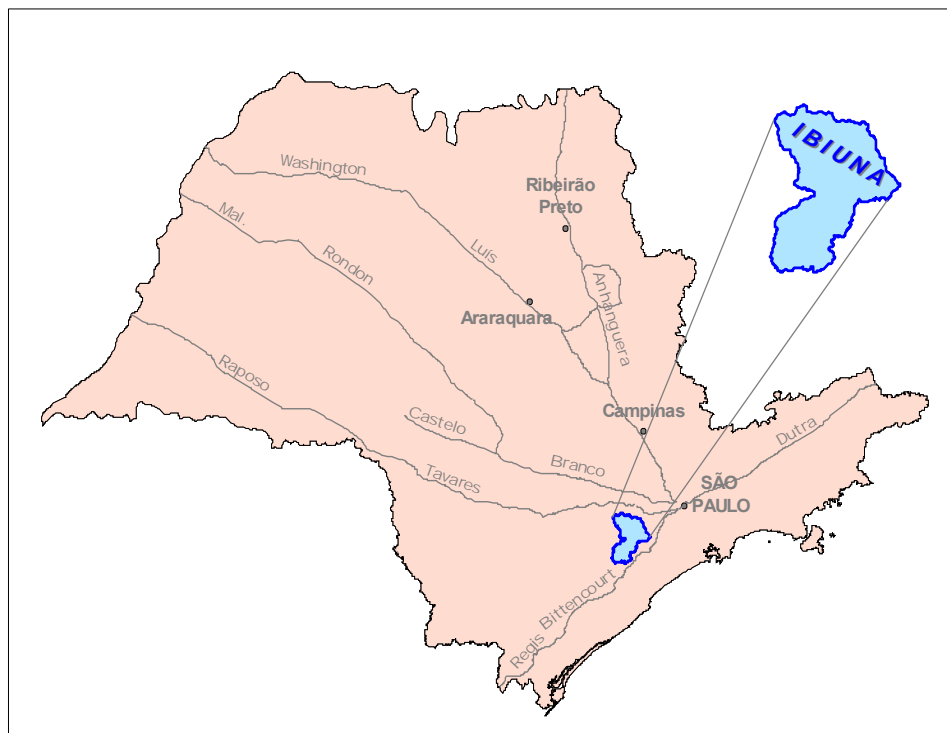 IBIUNA
Washington
Luís
Ribeirão
Preto
Mal.
Rondon
Anhanguera
Araraquara
Raposo
Tavares
Castelo
Branco
Campinas
Dutra
SÃO
PAULO
Regis Bittencourt